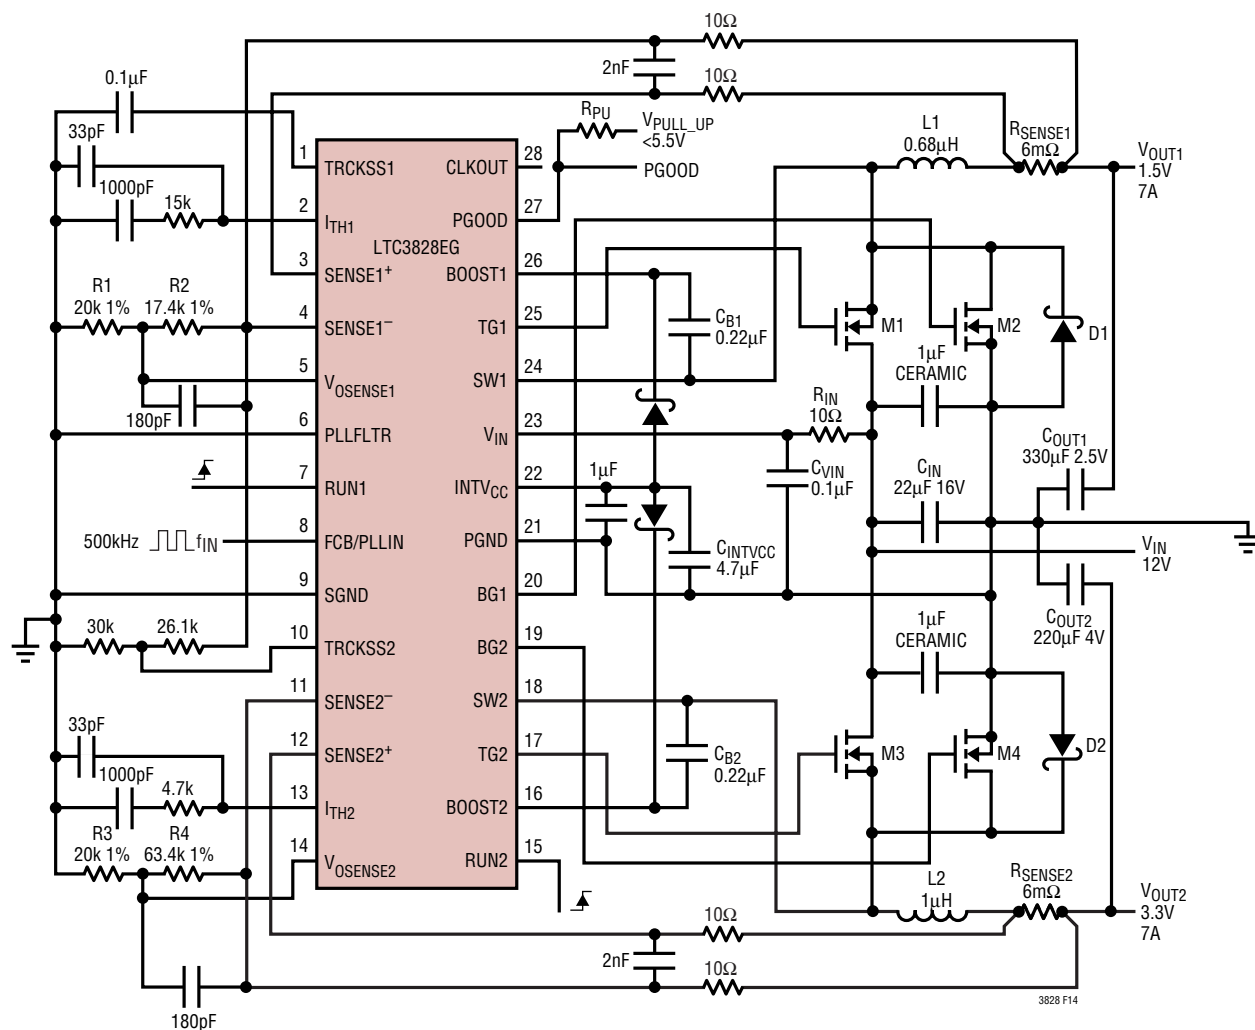 10Ω
2nF
10Ω
0.1µF
33pF
1000pF
15k
R1
20k 1%
R2
17.4k 1%
180pF
500kHz
fIN
30k
26.1k
33pF
1000pF
4.7k
R3
20k 1%
R4
63.4k 1%
180pF
LTC3828EG
1
TRCKSS1
2
ITH1
3
SENSE1+
4
SENSE1–
5
VOSENSE1
6
PLLFLTR
7
RUN1
8
FCB/PLLIN
9
SGND
10
TRCKSS2
11
SENSE2–
12
SENSE2+
13
ITH2
14
VOSENSE2
CLKOUT
28
PGOOD
27
BOOST1
26
TG1
25
SW1
24
VIN
23
INTVCC
22
PGND
21
BG1
20
BG2
19
SW2
18
TG2
17
BOOST2
16
RUN2
15
RPU
VPULL_UP
<5.5V
PGOOD
L1
0.68µH
RSENSE1
6mΩ
VOUT1
1.5V
7A
CB1
0.22µF
M1
M2
D1
1µF
CERAMIC
RIN
10Ω
CVIN
0.1µF
1µF
CINTVCC
4.7µF
CIN
22µF 16V
COUT1
330µF 2.5V
VIN
12V
COUT2
220µF 4V
1µF
CERAMIC
CB2
0.22µF
M3
M4
D2
L2
1µH
RSENSE2
6mΩ
VOUT2
3.3V
7A
10Ω
2nF
10Ω
3828 F14